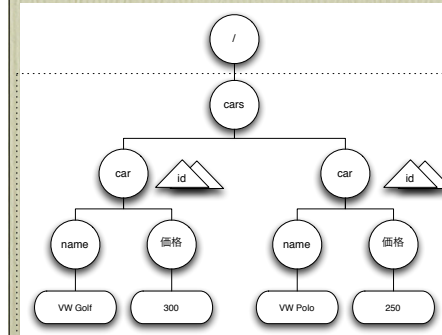 /
cars
car id car id
name 価格 name 価格
VW Golf 300 VW Polo 250